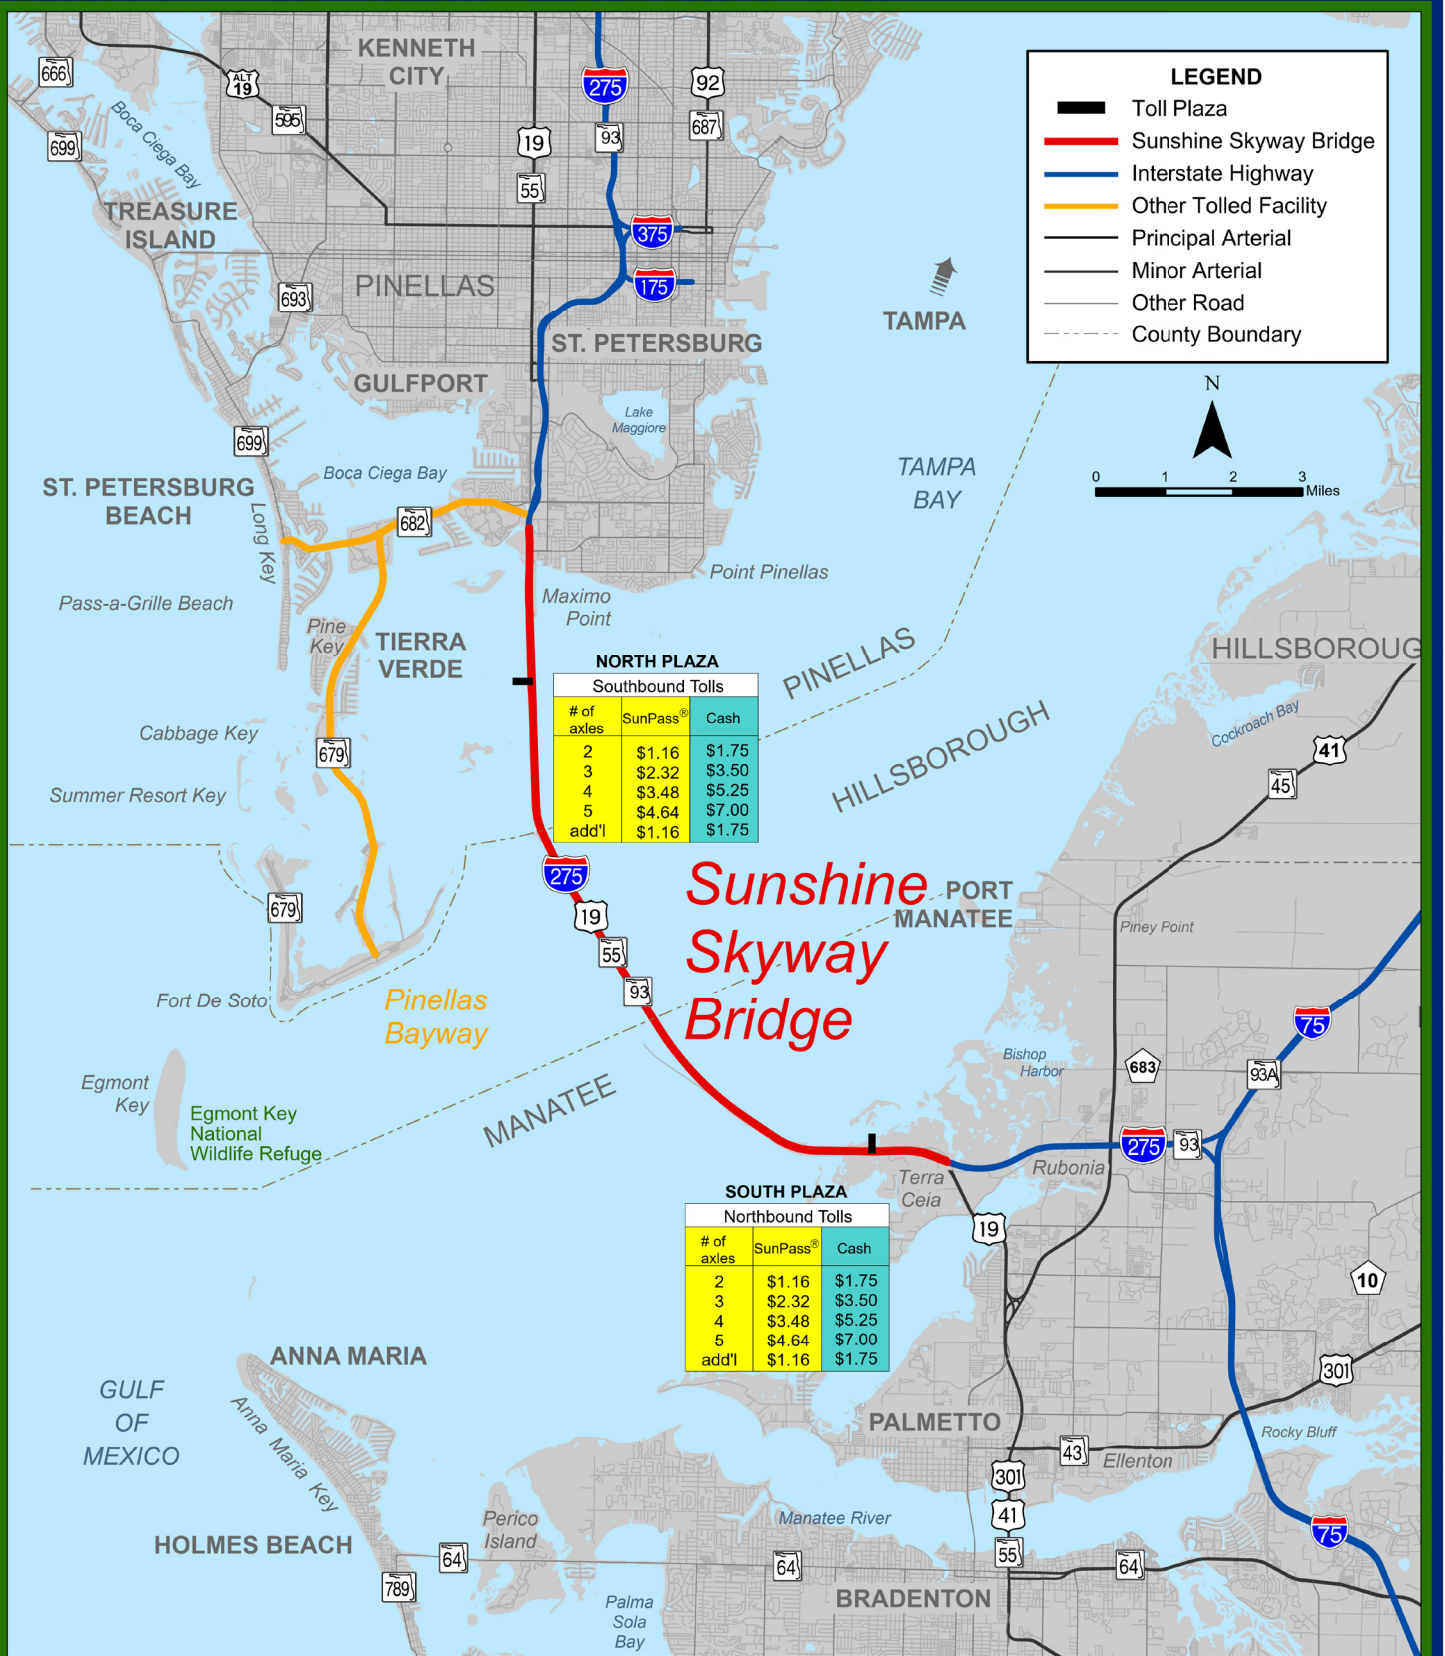 KENNETH
CITY
666
ALT
19
595
699
Boca Ciega Bay
275
92
93
687
19
55
LEGEND
Toll Plaza
Sunshine Skyway Bridge
Interstate Highway
Other Tolled Facility
Principal Arterial
Minor Arterial
Other Road
County Boundary
TREASURE
ISLAND
375
175
PINELLAS
693
TAMPA
ST. PETERSBURG
GULFPORT
N
Lake
Maggiore
699
Boca Ciega Bay
TAMPA
BAY
0 1 2 3
Miles
ST. PETERSBURG
BEACH
Long Key
682
Point Pinellas
Maximo
Point
Pass-a-Grille Beach
Pine
Key
TIERRA
VERDE
PINELLAS
HILLSBOROUG
NORTH PLAZA
Southbound Tolls
# of
axles
SunPass® Cash
2 $1.16 $1.75
3 $2.32 $3.50
4 $3.48 $5.25
5 $4.64 $7.00
add'l $1.16 $1.75
HILLSBOROUGH
Cockroach Bay
41
45
Cabbage Key
679
Summer Resort Key
275
19
55
93
Sunshine
Skyway
Bridge
PORT
MANATEE
Piney Point
679
Fort De Soto
Pinellas
Bayway
75
Bishop
Harbor
683
93A
Egmont
Key
Egmont Key
National
Wildlife Refuge
MANATEE
275
93
Rubonia
Terra
Ceia
19
SOUTH PLAZA
Northbound Tolls
# of
axles
SunPass® Cash
2 $1.16 $1.75
3 $2.32 $3.50
4 $3.48 $5.25
5 $4.64 $7.00
add'l $1.16 $1.75
10
301
ANNA MARIA
GULF
OF
MEXICO
Anna Maria Key
PALMETTO
43
Ellenton
Rocky Bluff
301
41
55
75
Perico
Island
Manatee River
HOLMES BEACH
64
64
64
789
BRADENTON
Palma
Sola
Bay